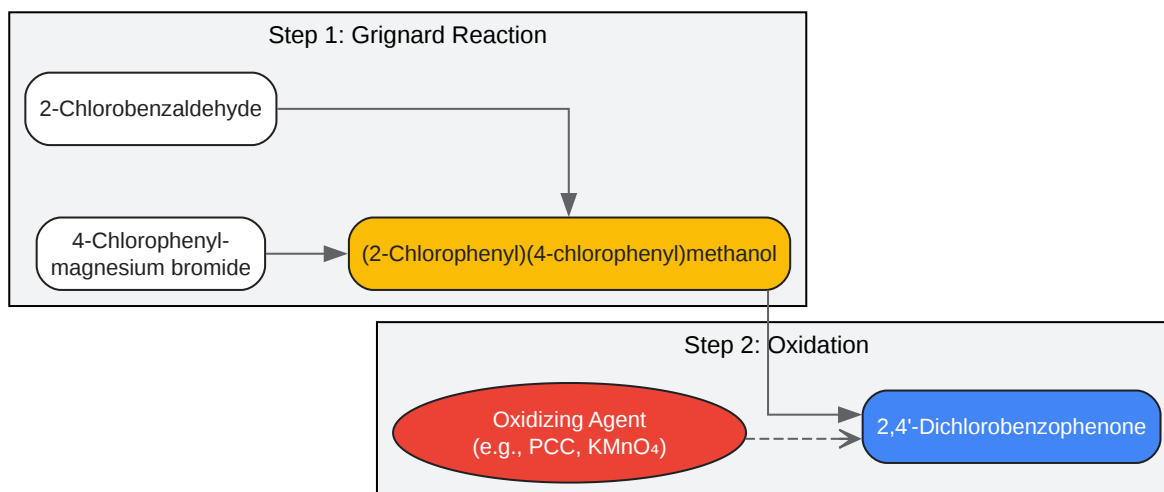 Step 1: Grignard Reaction
2-Chlorobenzaldehyde
4-Chlorophenyl-
magnesium bromide
(2-Chlorophenyl)(4-chlorophenyl)methanol
Step 2: Oxidation
Oxidizing Agent
(e.g., PCC, KMnO₄)
2,4'-Dichlorobenzophenone